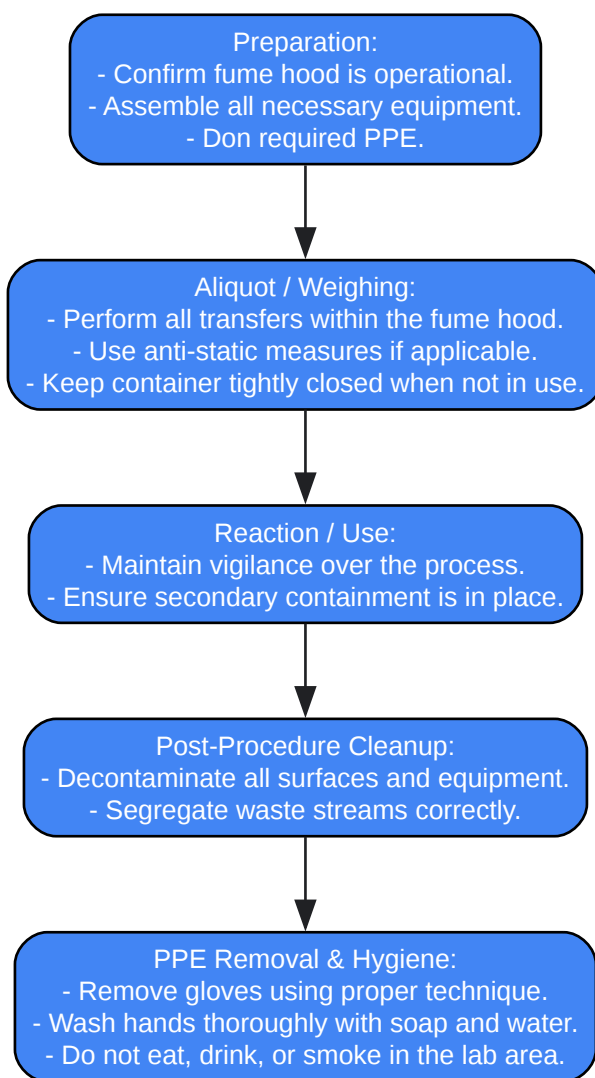 Preparation:
- Confirm fume hood is operational.
- Assemble all necessary equipment.
- Don required PPE.
Aliquot / Weighing:
- Perform all transfers within the fume hood.
- Use anti-static measures if applicable.
- Keep container tightly closed when not in use.
Reaction / Use:
- Maintain vigilance over the process.
- Ensure secondary containment is in place.
Post-Procedure Cleanup:
- Decontaminate all surfaces and equipment.
- Segregate waste streams correctly.
PPE Removal & Hygiene:
- Remove gloves using proper technique.
- Wash hands thoroughly with soap and water.
- Do not eat, drink, or smoke in the lab area.